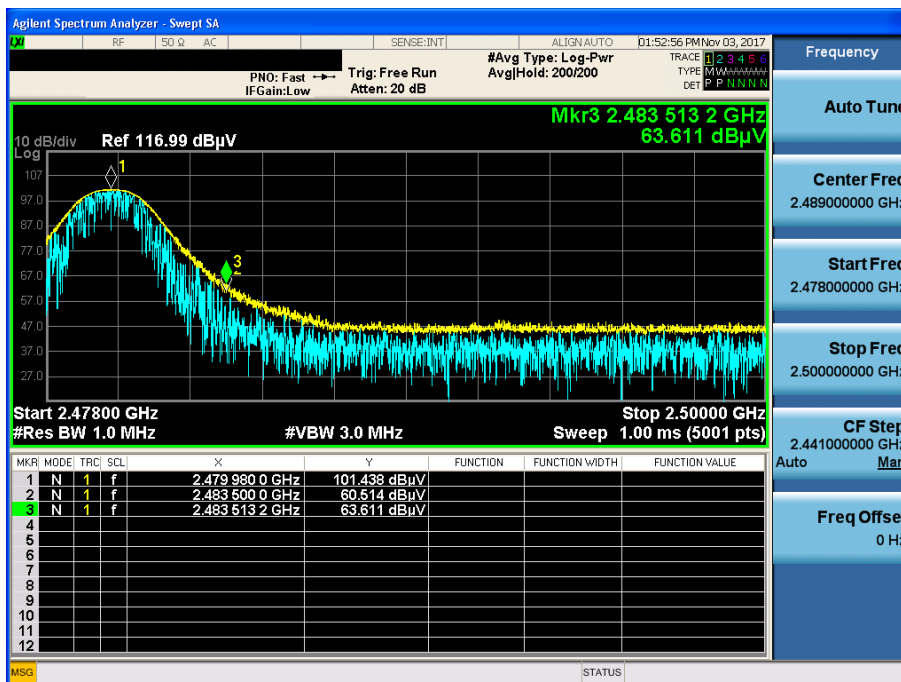 Agilent Spectrum Analyzer - Swept SA
LXI RF 50 Ω AC SENSE:INT ALIGN AUTO 01:52:56 PM Nov 03, 2017
#Avg Type: Log-Pwr TRACE 1 2 3 4 5 6
PNO: Fast Trig: Free Run Avg|Hold: 200/200 TYPE M
IFGain:Low Atten: 20 dB DET P P N N N N
Mkr3 2.483 513 2 GHz
10 dB/div Ref 116.99 dBµV 63.611 dBµV
Log
107
97.0
87.0
77.0
67.0
57.0
47.0
37.0
27.0
1
3
Start 2.47800 GHz Stop 2.50000 GHz
#Res BW 1.0 MHz #VBW 3.0 MHz Sweep 1.00 ms (5001 pts)
MKR MODE TRC SCL X Y FUNCTION FUNCTION WIDTH FUNCTION VALUE
1 N 1 f 2.479 980 0 GHz 101.438 dBµV
2 N 1 f 2.483 500 0 GHz 60.514 dBµV
3 N 1 f 2.483 513 2 GHz 63.611 dBµV
4
5
6
7
8
9
10
11
12
MSG STATUS
Frequency
Auto Tune
Center Freq
2.489000000 GHz
Start Freq
2.478000000 GHz
Stop Freq
2.500000000 GHz
CF Step
2.441000000 GHz
Auto Man
Freq Offset
0 Hz